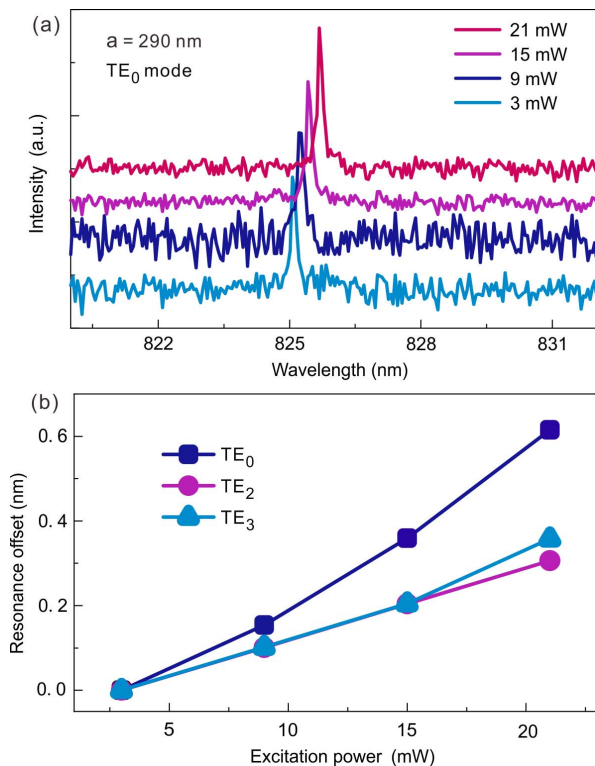 (a)
a = 290 nm
TE0 mode
21 mW
15 mW
9 mW
3 mW
Intensity (a.u.)
822
825
828
831
Wavelength (nm)
(b)
0.6
0.4
0.2
0.0
TE0
TE2
TE3
Resonance offset (nm)
5
10
15
20
Excitation power (mW)